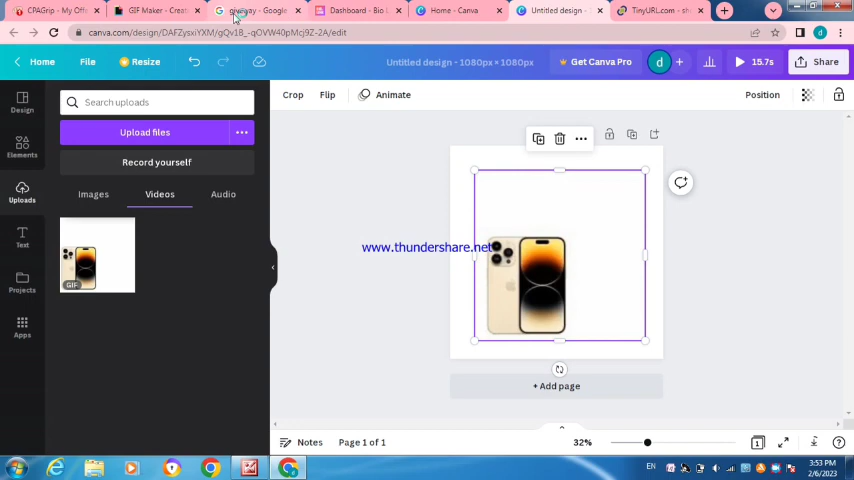 CPAGrip - My Offi
GIF Maker - Create
giveway - Google
Dashboard - Bio L
Home - Canva
Untitled design -
TinyURL.com - sh
canva.com/design/DAFZysxiYXM/gQv18_-qOVW40pMcj9Z-2A/edit
Home
File
Resize
Untitled design - 1080px × 1080px
Get Canva Pro
d
15.7s
Share
Search uploads
Crop
Flip
Animate
Position
Design
Upload files
Elements
Record yourself
Uploads
Images
Videos
Audio
Text
GIF
Projects
Apps
www.thundershare.net
+ Add page
Notes
Page 1 of 1
32%
1
EN
3:53 PM
2/6/2023